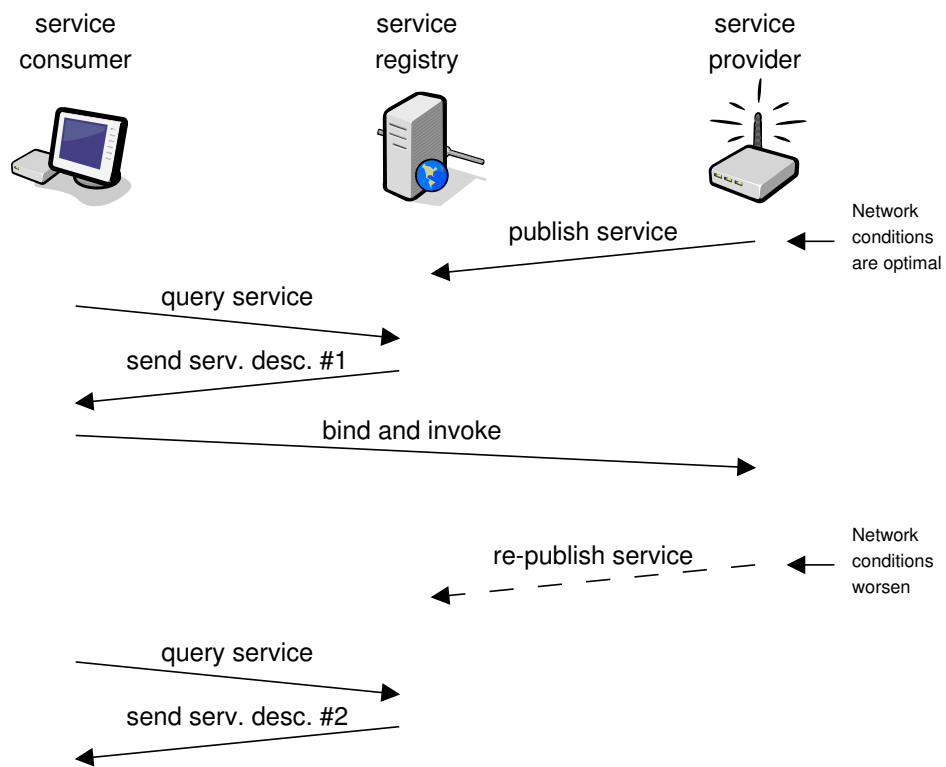 service
consumer
service
registry
service
provider
publish service
Network
conditions
are optimal
query service
send serv. desc. #1
bind and invoke
re-publish service
Network
conditions
worsen
query service
send serv. desc. #2